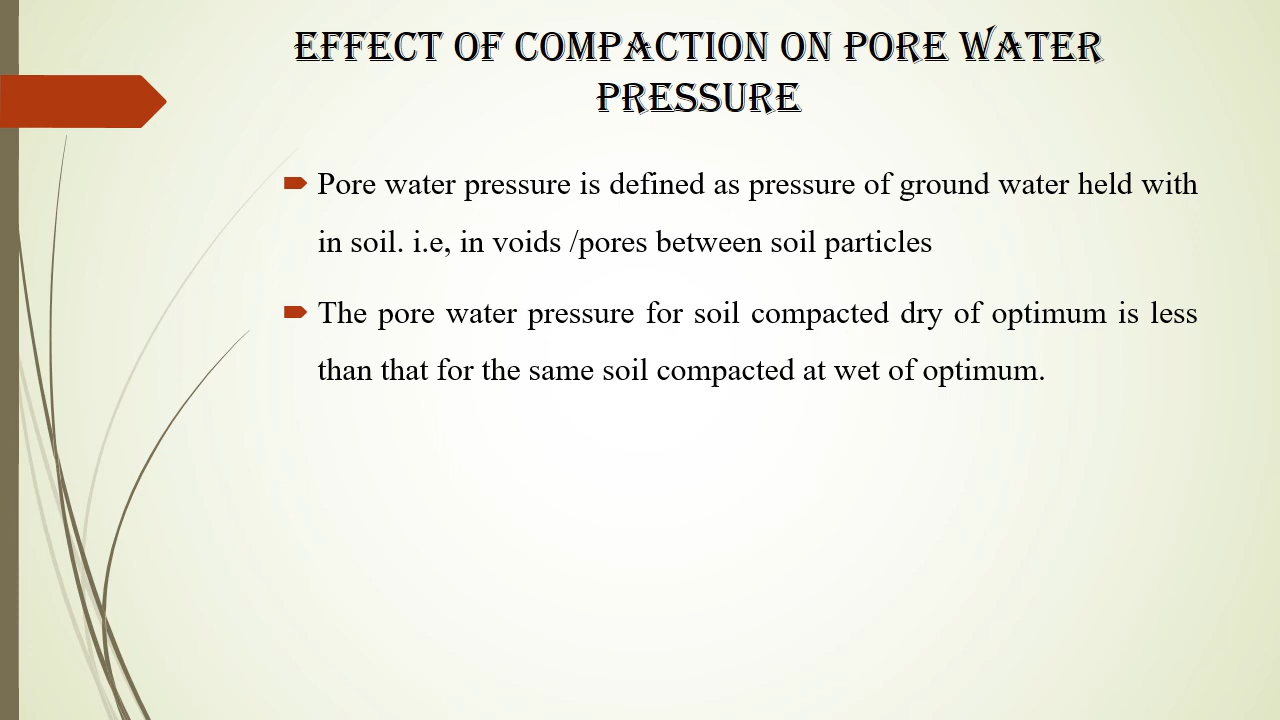 EFFECT OF COMPACTION ON PORE WATER
PRESSURE
Pore water pressure is defined as pressure of ground water held with
in soil. i.e, in voids /pores between soil particles
The pore water pressure for soil compacted dry of optimum is less
than that for the same soil compacted at wet of optimum.